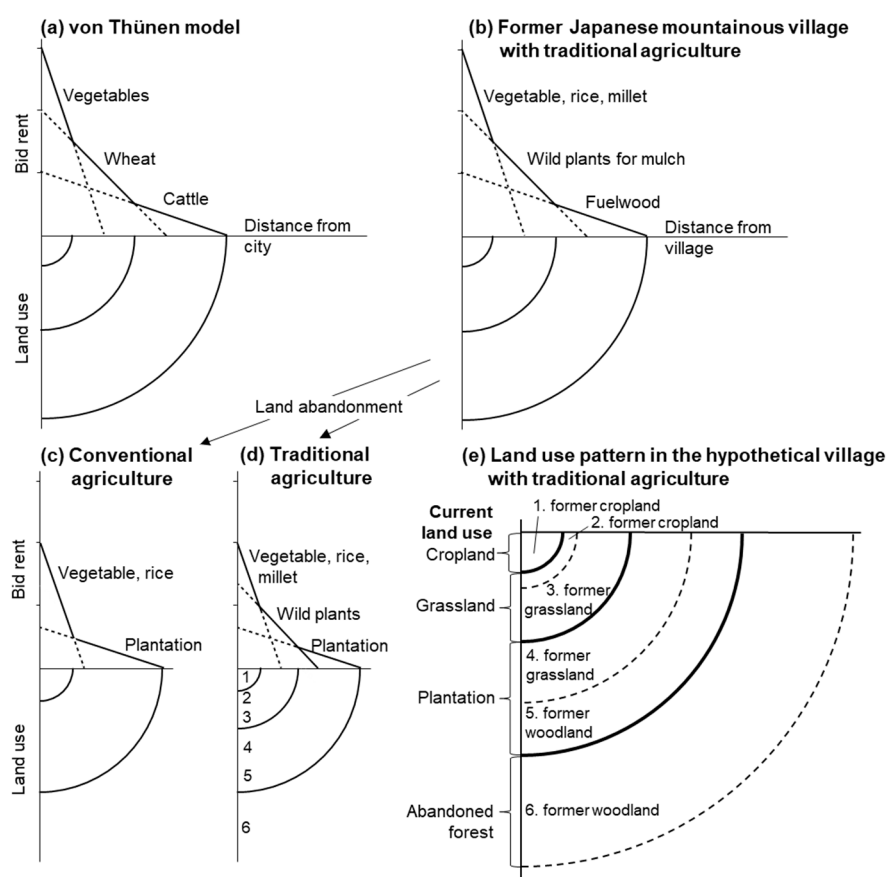 (a) von Thünen model
Bid rent
Vegetables
Wheat
Cattle
Distance from
city
Land use
(b) Former Japanese mountainous village
with traditional agriculture
Vegetable, rice, millet
Wild plants for mulch
Fuelwood
Distance from
village
Land abandonment
(c) Conventional
agriculture
Bid rent
Vegetable, rice
Plantation
Land use
(d) Traditional
agriculture
Vegetable, rice,
millet
Wild plants
Plantation
1
2
3
4
5
6
(e) Land use pattern in the hypothetical village
with traditional agriculture
Current
land use
Cropland
Grassland
Plantation
Abandoned
forest
1. former cropland
2. former cropland
3. former
grassland
4. former
grassland
5. former
woodland
6. former woodland